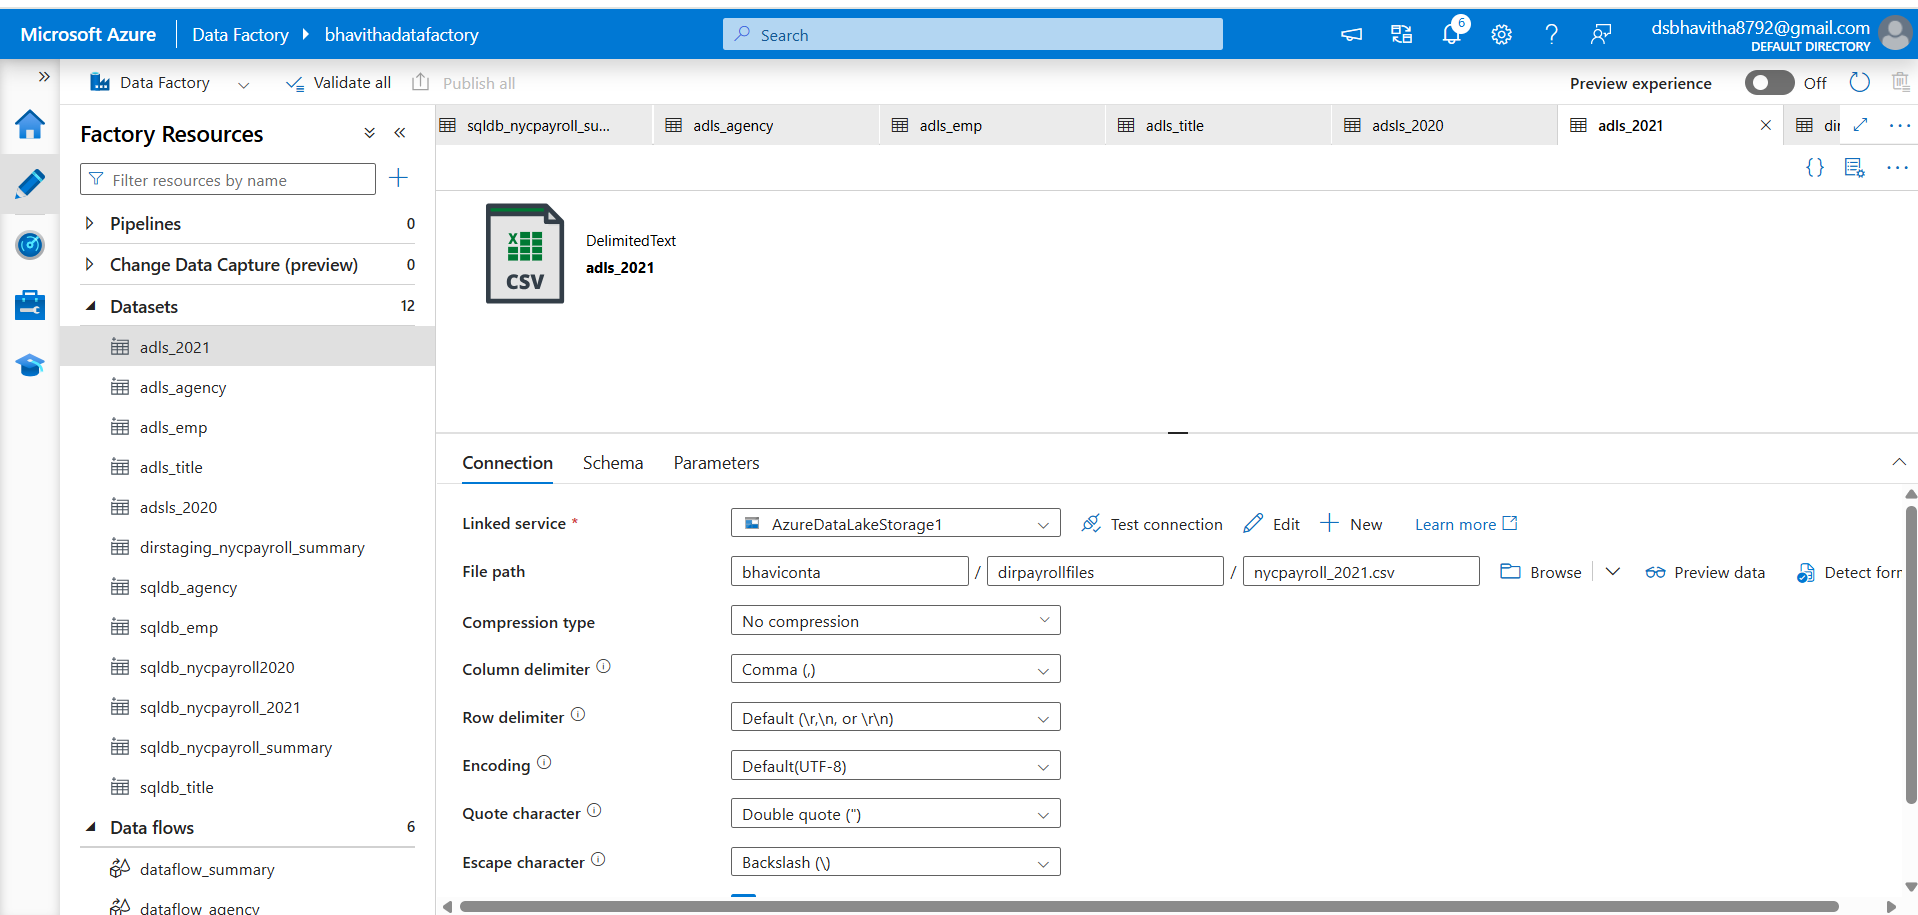 Microsoft Azure
Data Factory
bhavithadatafactory
Search
6
dsbhavitha8792@gmail.com
DEFAULT DIRECTORY
Data Factory
Validate all
Publish all
Preview experience
Off
Factory Resources
Filter resources by name
Pipelines 0
Change Data Capture (preview) 0
Datasets 12
adls_2021
adls_agency
adls_emp
adls_title
adsls_2020
dirstaging_nycpayroll_summary
sqldb_agency
sqldb_emp
sqldb_nycpayroll2020
sqldb_nycpayroll_2021
sqldb_nycpayroll_summary
sqldb_title
Data flows 6
dataflow_summary
dataflow_agency
sqldb_nycpayroll_su...
adls_agency
adls_emp
adls_title
adsls_2020
adls_2021
dir
{}
X
CSV
DelimitedText
adls_2021
Connection
Schema
Parameters
Linked service *
AzureDataLakeStorage1
Test connection
Edit
New
Learn more
File path
bhaviconta / dirpayrollfiles / nycpayroll_2021.csv
Browse
Preview data
Detect forr
Compression type
No compression
Column delimiter
Comma (,)
Row delimiter
Default (\r,\n, or \r\n)
Encoding
Default(UTF-8)
Quote character
Double quote (")
Escape character
Backslash (\)